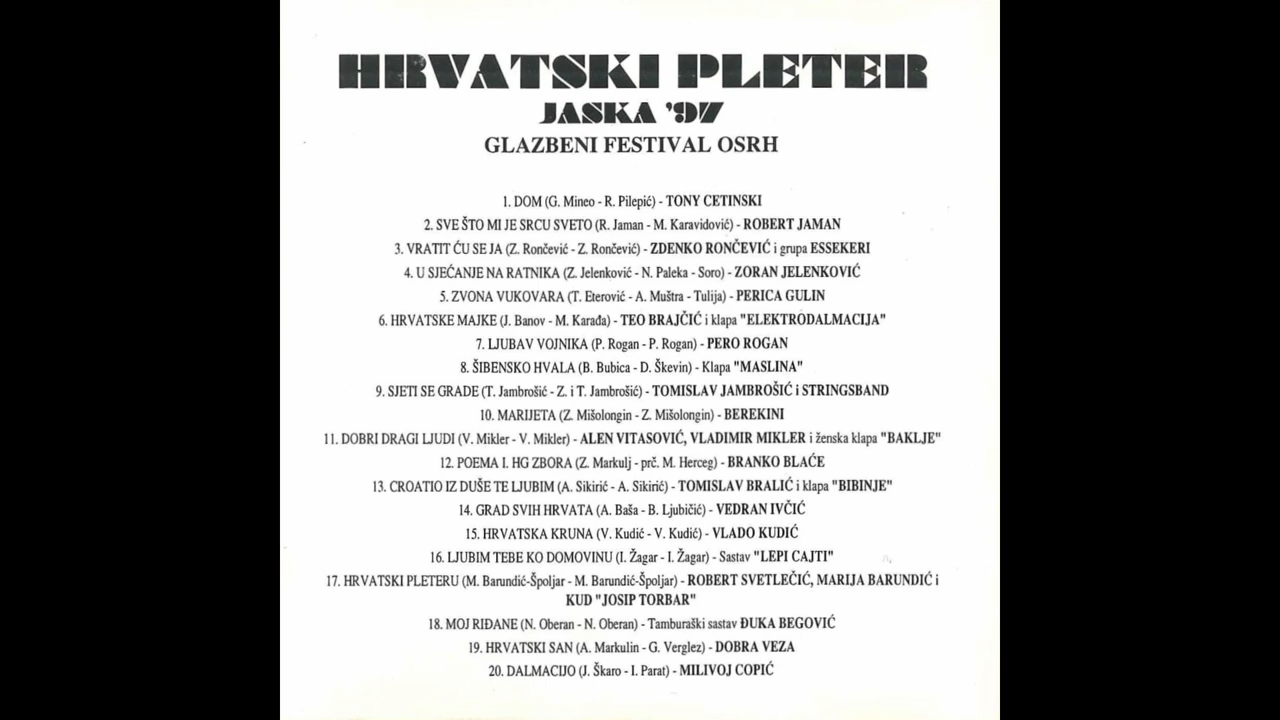 HRVATSKI PLETER
JASKA '97
GLAZBENI FESTIVAL OSRH
1. DOM (G. Mineo - R. Pilepić) - TONY CETINSKI
2. SVE ŠTO MI JE SRCU SVETO (R. Jaman - M. Karavidović) - ROBERT JAMAN
3. VRATIT ĆU SE JA (Z. Rončević - Z. Rončević) - ZDENKO RONČEVIĆ i grupa ESSEKERI
4. U SJEĆANJE NA RATNIKA (Z. Jelenković - N. Paleka - Soro) - ZORAN JELENKOVIĆ
5. ZVONA VUKOVARA (T. Eterović - A. Muštra - Tulija) - PERICA GULIN
6. HRVATSKE MAJKE (J. Banov - M. Karađa) - TEO BRAJČIĆ i klapa "ELEKTRODALMACIJA"
7. LJUBAV VOJNIKA (P. Rogan - P. Rogan) - PERO ROGAN
8. ŠIBENSKO HVALA (B. Bubica - D. Škevin) - Klapa "MASLINA"
9. SJETI SE GRADE (T. Jambrošić - Z. i T. Jambrošić) - TOMISLAV JAMBROŠIĆ i STRINGSBAND
10. MARIJETA (Z. Mišolongin - Z. Mišolongin) - BEREKINI
11. DOBRI DRAGI LJUDI (V. Mikler - V. Mikler) - ALEN VITASOVIĆ, VLADIMIR MIKLER i ženska klapa "BAKLJE"
12. POEMA I. HG ZBORA (Z. Markulj - prč. M. Herceg) - BRANKO BLAĆE
13. CROATIO IZ DUŠE TE LJUBIM (A. Sikirić - A. Sikirić) - TOMISLAV BRALIĆ i klapa "BIBINJE"
14. GRAD SVIH HRVATA (A. Baša - B. Ljubičić) - VEDRAN IVČIĆ
15. HRVATSKA KRUNA (V. Kudić - V. Kudić) - VLADO KUDIĆ
16. LJUBIM TEBE KO DOMOVINU (I. Žagar - I. Žagar) - Sastav "LEPI CAJTI"
17. HRVATSKI PLETERU (M. Barundić-Špoljar - M. Barundić-Špoljar) - ROBERT SVETLEČIĆ, MARIJA BARUNDIĆ i
KUD "JOSIP TORBAR"
18. MOJ RIĐANE (N. Oberan - N. Oberan) - Tamburaški sastav ĐUKA BEGOVIĆ
19. HRVATSKI SAN (A. Markulin - G. Verglez) - DOBRA VEZA
20. DALMACIJO (J. Škaro - I. Parat) - MILIVOJ COPIĆ